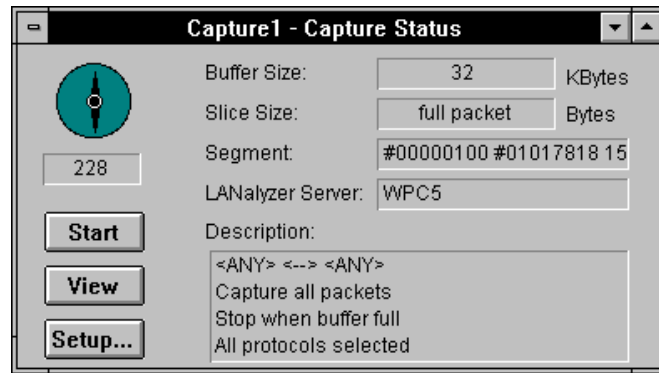 Capture1 - Capture Status
Buffer Size: 32 KBytes
Slice Size: full packet Bytes
Segment: #00000100 #01017818 15
228
LANalyzer Server: WPC5
Start
Description:
<ANY> <--> <ANY>
View
Capture all packets
Stop when buffer full
Setup...
All protocols selected